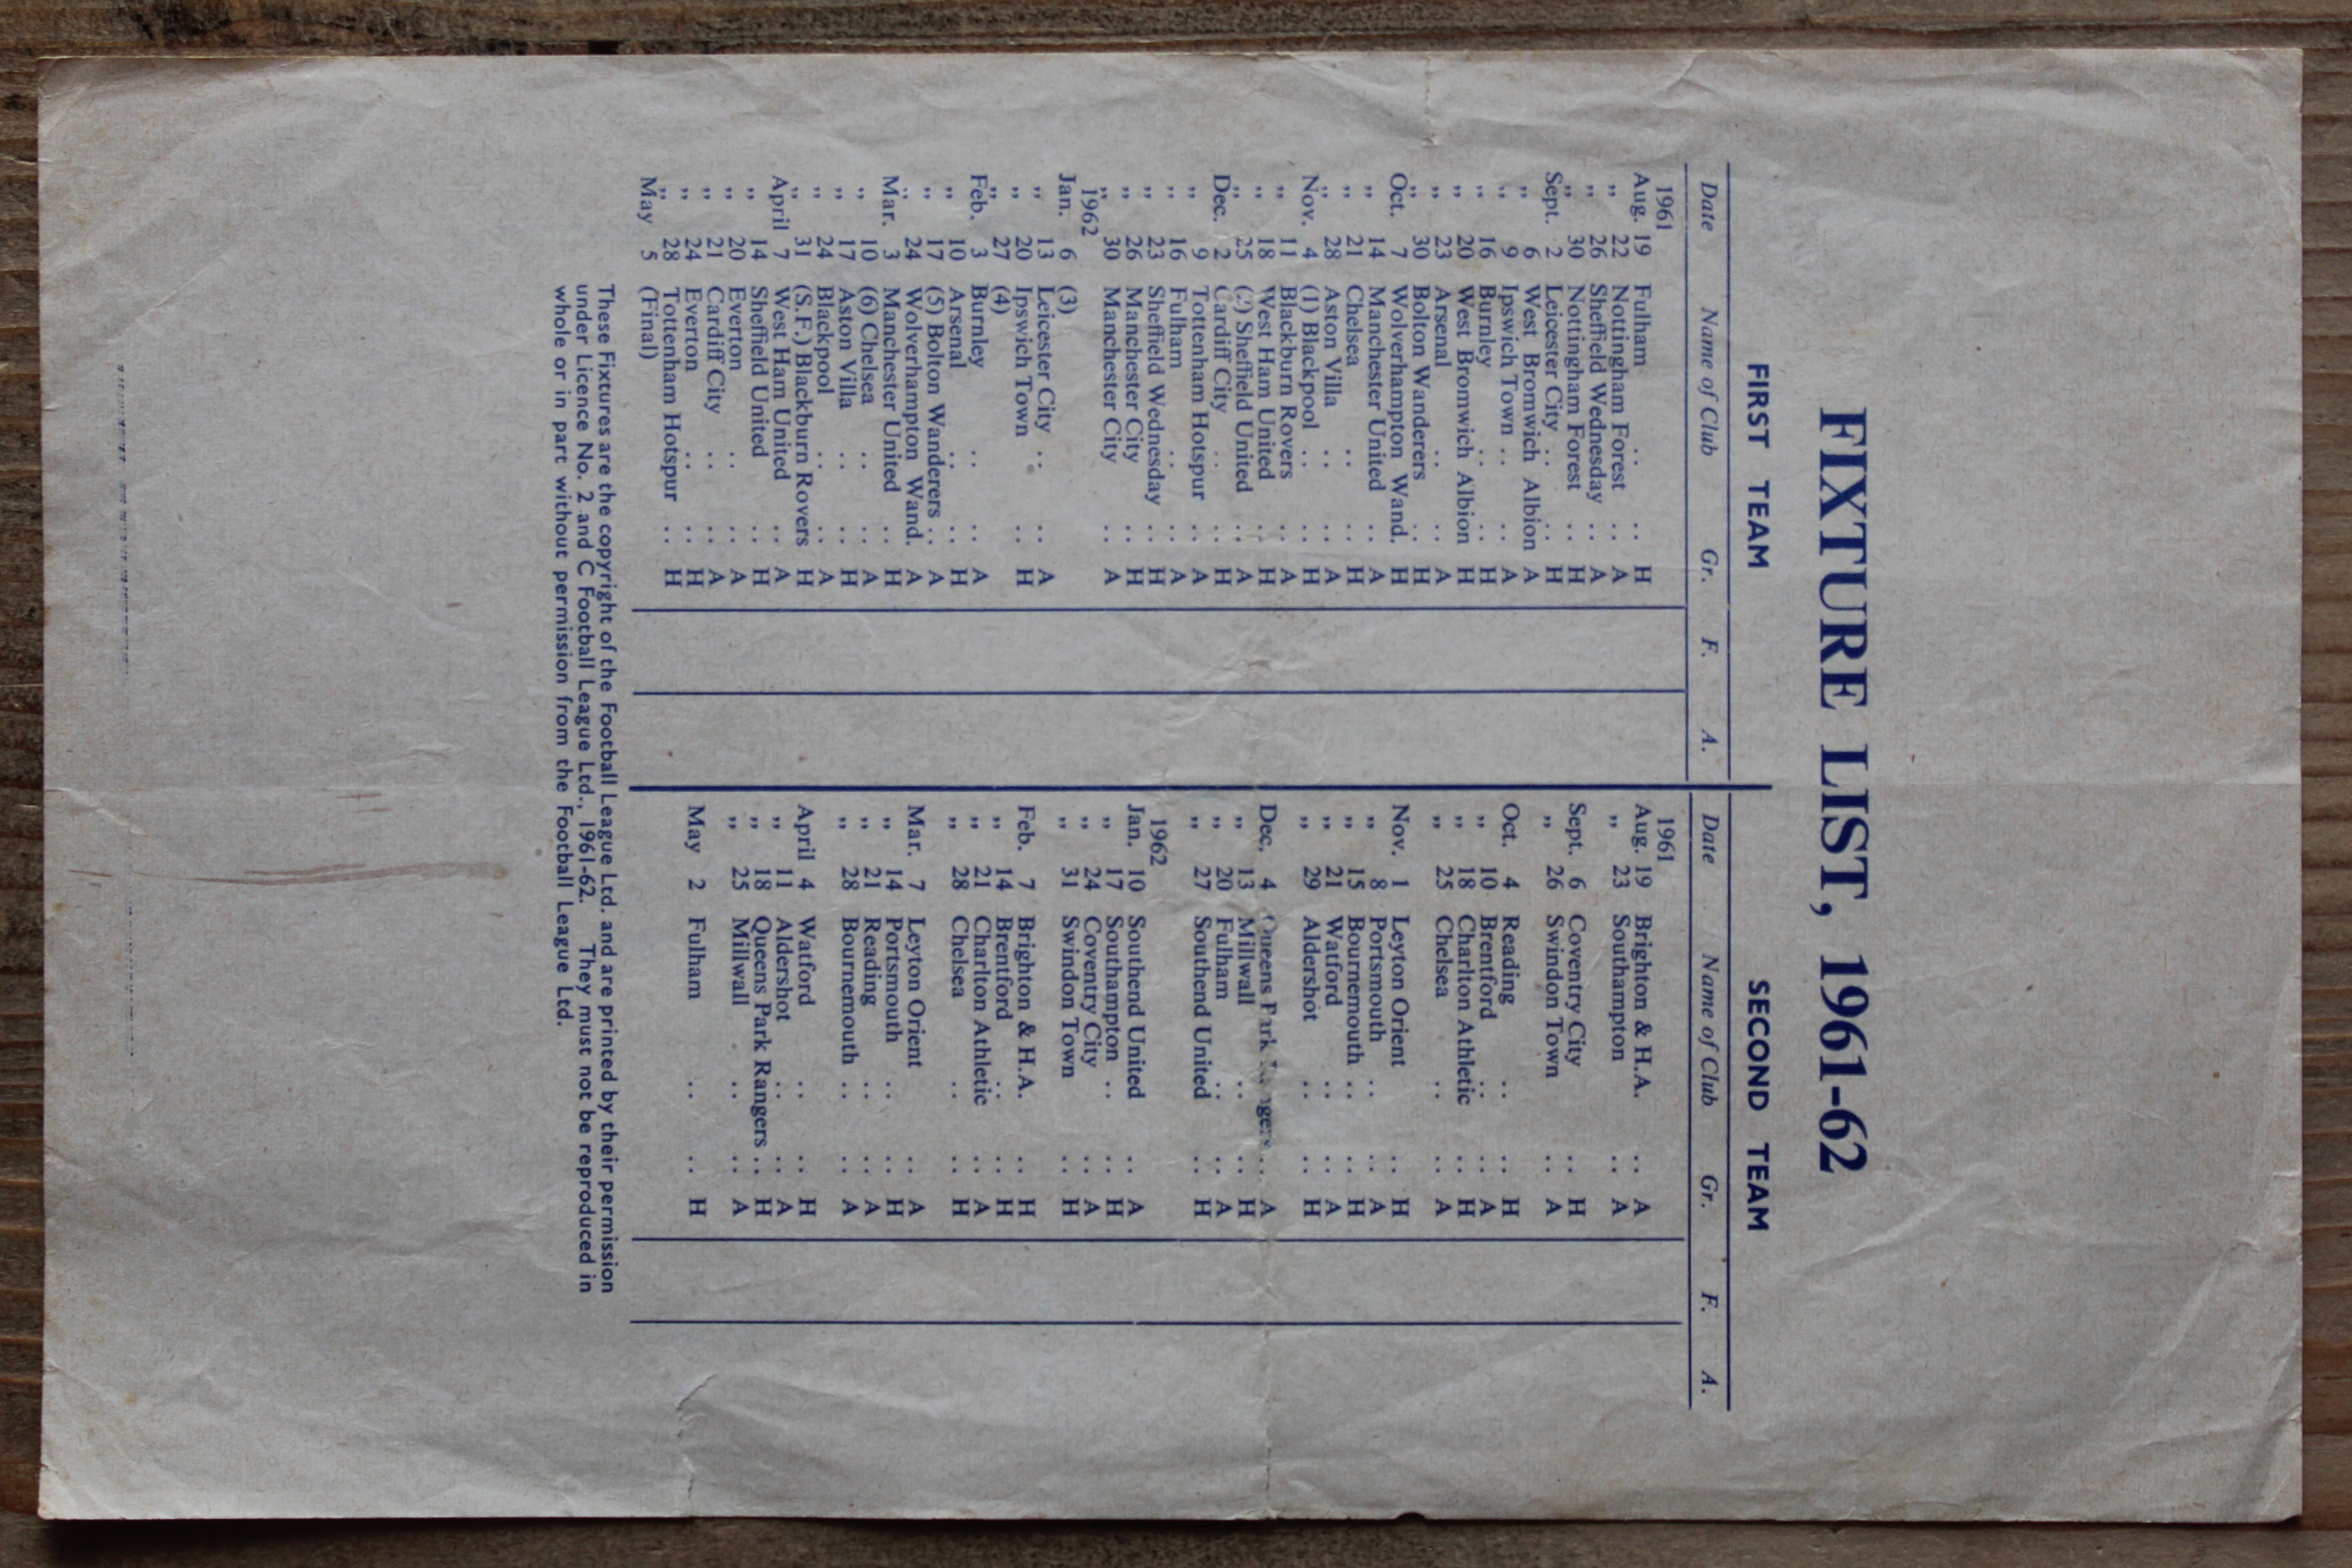 FIXTURE LIST, 1961-62
FIRST TEAM
Date Name of Club Gr. F. A.
1961
Aug. 19 Fulham .. .. H
„ 22 Nottingham Forest .. A
„ 26 Sheffield Wednesday .. A
„ 30 Nottingham Forest .. H
Sept. 2 Leicester City .. .. H
„ 6 West Bromwich Albion A
„ 9 Ipswich Town .. .. A
„ 16 Burnley .. .. H
„ 20 West Bromwich Albion H
„ 23 Arsenal .. .. A
„ 30 Bolton Wanderers .. H
Oct. 7 Wolverhampton Wand. H
„ 14 Manchester United .. A
„ 21 Chelsea .. .. H
„ 28 Aston Villa .. .. A
Nov. 4 (1) Blackpool .. .. H
„ 11 Blackburn Rovers .. A
„ 18 West Ham United .. H
„ 25 (2) Sheffield United .. A
Dec. 2 Cardiff City .. .. H
„ 9 Tottenham Hotspur .. A
„ 16 Fulham .. .. A
„ 23 Sheffield Wednesday .. H
„ 26 Manchester City .. H
„ 30 Manchester City .. A
1962
Jan. 6 (3)
„ 13 Leicester City .. .. A
„ 20 Ipswich Town .. .. H
„ 27 (4)
Feb. 3 Burnley .. .. A
„ 10 Arsenal .. .. H
„ 17 (5) Bolton Wanderers .. A
„ 24 Wolverhampton Wand. A
Mar. 3 Manchester United .. H
„ 10 (6) Chelsea .. .. A
„ 17 Aston Villa .. .. H
„ 24 Blackpool .. .. A
„ 31 (S.F.) Blackburn Rovers H
April 7 West Ham United .. A
„ 14 Sheffield United .. H
„ 20 Everton .. .. A
„ 21 Cardiff City .. .. A
„ 24 Everton .. .. H
„ 28 Tottenham Hotspur .. H
May 5 (Final)
SECOND TEAM
Date Name of Club Gr. F. A.
1961
Aug. 19 Brighton & H.A. .. A
„ 23 Southampton .. A
Sept. 6 Coventry City .. H
„ 26 Swindon Town .. A
Oct. 4 Reading .. .. H
„ 10 Brentford .. .. A
„ 18 Charlton Athletic .. H
„ 25 Chelsea .. .. A
Nov. 1 Leyton Orient .. H
„ 8 Portsmouth .. .. A
„ 15 Bournemouth .. .. H
„ 21 Watford .. .. A
„ 29 Aldershot .. .. H
Dec. 4 Queens Park Rangers .. A
„ 13 Millwall .. .. H
„ 20 Fulham .. .. A
„ 27 Southend United .. H
1962
Jan. 10 Southend United .. A
„ 17 Southampton .. .. H
„ 24 Coventry City .. A
„ 31 Swindon Town .. H
Feb. 7 Brighton & H.A. .. H
„ 14 Brentford .. .. H
„ 21 Charlton Athletic .. A
„ 28 Chelsea .. .. H
Mar. 7 Leyton Orient .. A
„ 14 Portsmouth .. .. H
„ 21 Reading .. .. A
„ 28 Bournemouth .. .. A
April 4 Watford .. .. H
„ 11 Aldershot .. .. A
„ 18 Queens Park Rangers .. H
„ 25 Millwall .. .. A
May 2 Fulham .. .. H
These Fixtures are the copyright of the Football League Ltd. and are printed by their permission
under Licence No. 2 and C Football League Ltd., 1961-62. They must not be reproduced in
whole or in part without permission from the Football League Ltd.